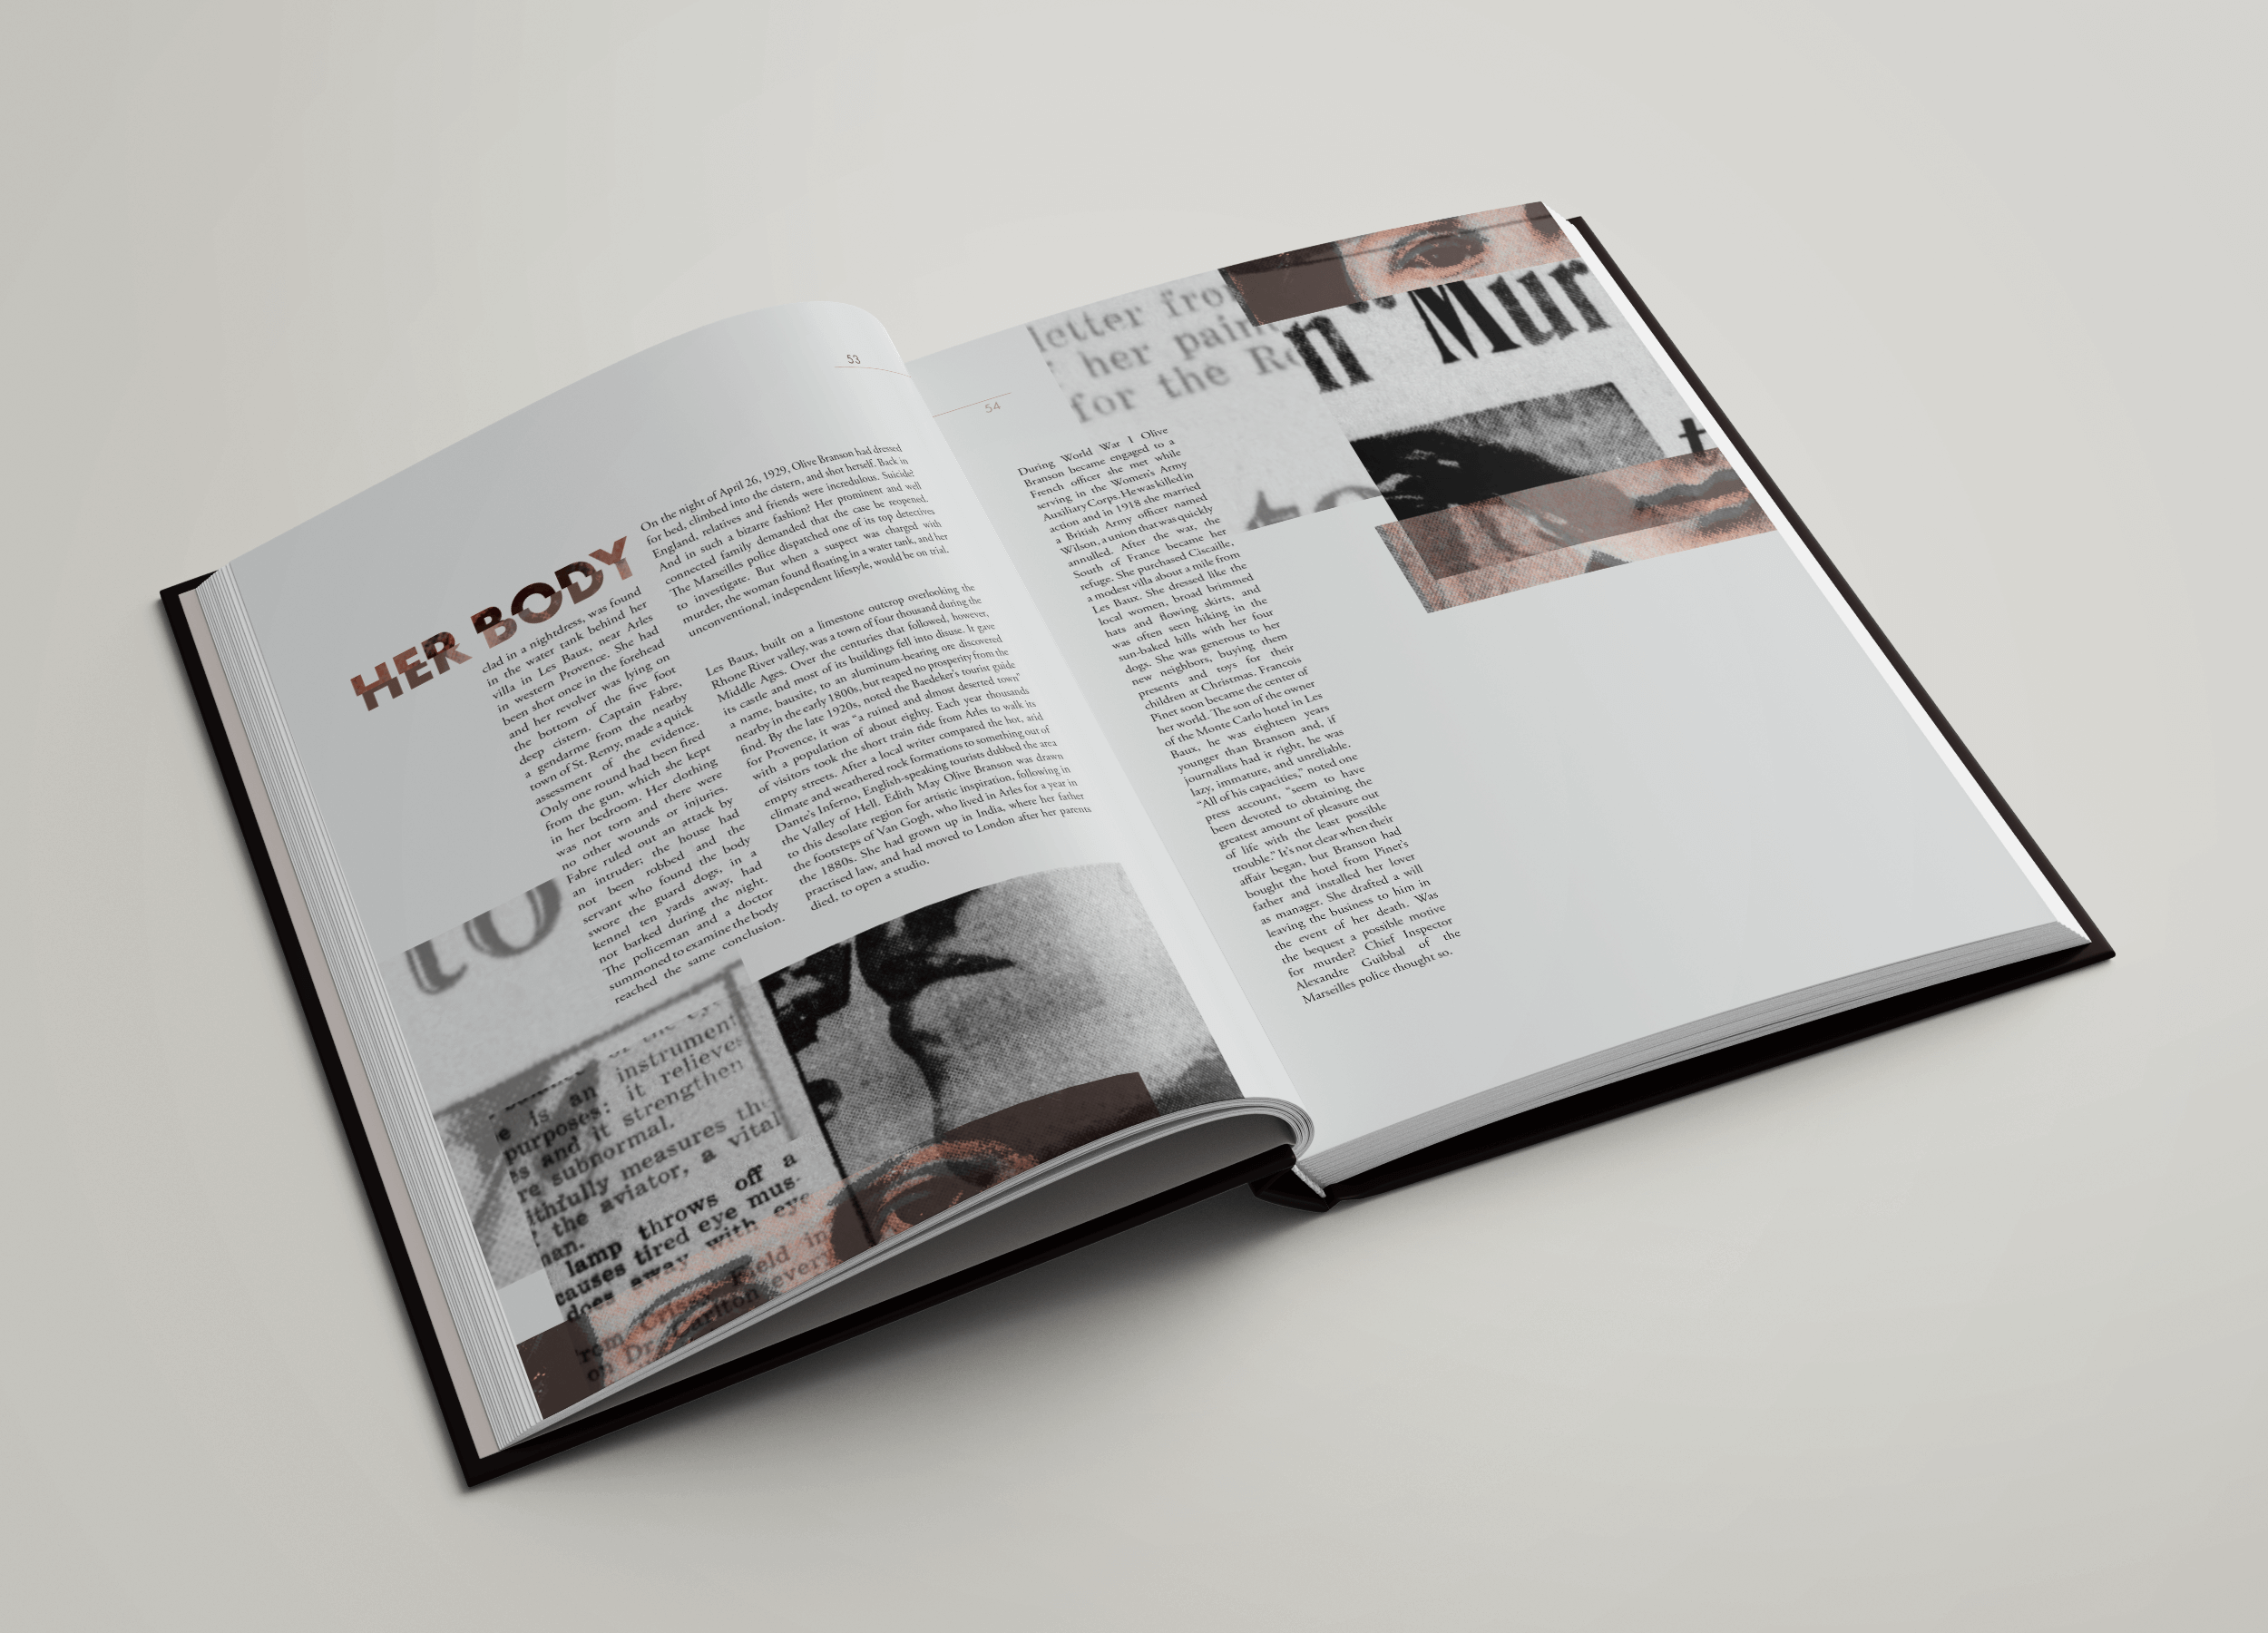 53
HER BODY
clad in a nightdress, was found
in the water tank behind her
villa in Les Baux, near Arles
in western Provence. She had
been shot once in the forehead
and her revolver was lying on
the bottom of the five foot
deep cistern. Captain Fabre,
a gendarme from the nearby
town of St. Remy, made a quick
assessment of the evidence.
Only one round had been fired
from the gun, which she kept
in her bedroom. Her clothing
was not torn and there were
no other wounds or injuries.
Fabre ruled out an attack by
an intruder; the house had
not been robbed and the
servant who found the body
swore the guard dogs, in a
kennel ten yards away, had
not barked during the night.
The policeman and a doctor
summoned to examine the body
reached the same conclusion.
On the night of April 26, 1929, Olive Branson had dressed
for bed, climbed into the cistern, and shot herself. Back in
England, relatives and friends were incredulous. Suicide?
And in such a bizarre fashion? Her prominent and well
connected family demanded that the case be reopened.
The Marseilles police dispatched one of its top detectives
to investigate. But when a suspect was charged with
murder, the woman found floating in a water tank, and her
unconventional, independent lifestyle, would be on trial.
Les Baux, built on a limestone outcrop overlooking the
Rhone River valley, was a town of four thousand during the
Middle Ages. Over the centuries that followed, however,
its castle and most of its buildings fell into disuse. It gave
a name, bauxite, to an aluminum-bearing ore discovered
nearby in the early 1800s, but reaped no prosperity from the
find. By the late 1920s, noted the Baedeker's tourist guide
for Provence, it was "a ruined and almost deserted town"
with a population of about eighty. Each year thousands
of visitors took the short train ride from Arles to walk its
empty streets. After a local writer compared the hot, arid
climate and weathered rock formations to something out of
Dante's Inferno, English-speaking tourists dubbed the area
the Valley of Hell. Edith May Olive Branson was drawn
to this desolate region for artistic inspiration, following in
the footsteps of Van Gogh, who lived in Arles for a year in
the 1880s. She had grown up in India, where her father
practised law, and had moved to London after her parents
died, to open a studio.
to
instrument
e is an
purposes: it relieves
ss and it strengthen
re subnormal.
ithfully measures the
the aviator, a vital
man.
lamp throws off a
causes tired eye mus-
does away with eye
rom Crissy Field in
on Dr. Carlton every
54
letter from
her pain
for the Ro
n" "Mur
t
to
During World War I Olive
Branson became engaged to a
French officer she met while
serving in the Women's Army
Auxiliary Corps. He was killed in
action and in 1918 she married
a British Army officer named
Wilson, a union that was quickly
annulled. After the war, the
South of France became her
refuge. She purchased Ciscaille,
a modest villa about a mile from
Les Baux. She dressed like the
local women, broad brimmed
hats and flowing skirts, and
was often seen hiking in the
sun-baked hills with her four
dogs. She was generous to her
new neighbors, buying them
presents and toys for their
children at Christmas. Francois
Pinet soon became the center of
her world. The son of the owner
of the Monte Carlo hotel in Les
Baux, he was eighteen years
younger than Branson and, if
journalists had it right, he was
lazy, immature, and unreliable.
"All of his capacities," noted one
press account, "seem to have
been devoted to obtaining the
greatest amount of pleasure out
of life with the least possible
trouble." It's not clear when their
affair began, but Branson had
bought the hotel from Pinet's
father and installed her lover
as manager. She drafted a will
leaving the business to him in
the event of her death. Was
the bequest a possible motive
for murder? Chief Inspector
Alexandre Guibbal of the
Marseilles police thought so.